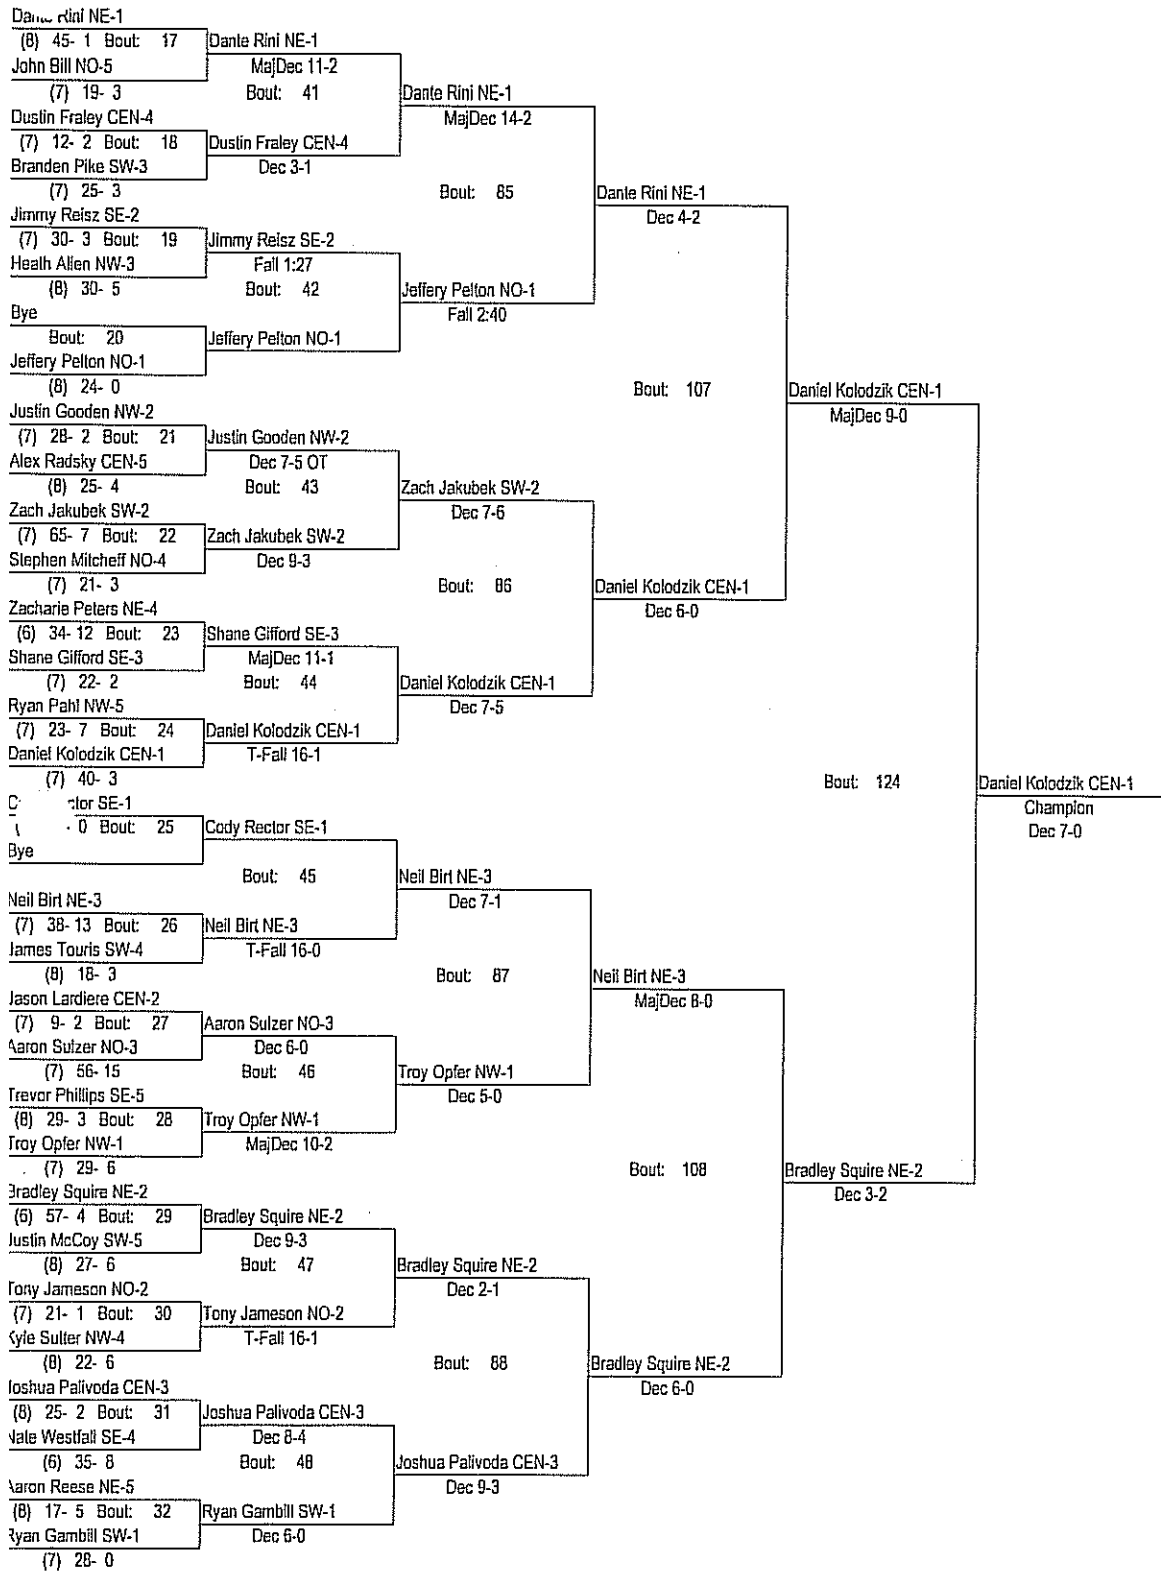 Dante Rini NE-1
(8) 45- 1 Bout: 17
Dante Rini NE-1
John Bill NO-5
MajDec 11-2
(7) 19- 3
Bout: 41
Dante Rini NE-1
Dustin Fraley CEN-4
MajDec 14-2
(7) 12- 2 Bout: 18
Dustin Fraley CEN-4
Branden Pike SW-3
Dec 3-1
(7) 25- 3
Bout: 85
Dante Rini NE-1
Jimmy Reisz SE-2
Dec 4-2
(7) 30- 3 Bout: 19
Jimmy Reisz SE-2
Heath Allen NW-3
Fall 1:27
(8) 30- 5
Bout: 42
Jeffery Pelton NO-1
Bye
Fall 2:40
Bout: 20
Jeffery Pelton NO-1
Jeffery Pelton NO-1
(8) 24- 0
Bout: 107
Daniel Kolodzik CEN-1
Justin Gooden NW-2
MajDec 9-0
(7) 28- 2 Bout: 21
Justin Gooden NW-2
Alex Radsky CEN-5
Dec 7-5 OT
(8) 25- 4
Bout: 43
Zach Jakubek SW-2
Zach Jakubek SW-2
Dec 7-6
(7) 65- 7 Bout: 22
Zach Jakubek SW-2
Stephen Mitcheff NO-4
Dec 9-3
(7) 21- 3
Bout: 86
Daniel Kolodzik CEN-1
Zacharie Peters NE-4
Dec 6-0
(6) 34- 12 Bout: 23
Shane Gifford SE-3
Shane Gifford SE-3
MajDec 11-1
(7) 22- 2
Bout: 44
Daniel Kolodzik CEN-1
Ryan Pahl NW-5
Dec 7-5
(7) 23- 7 Bout: 24
Daniel Kolodzik CEN-1
Daniel Kolodzik CEN-1
T-Fall 16-1
(7) 40- 3
Bout: 124
Daniel Kolodzik CEN-1
Champion
Dec 7-0
SE-1
0 Bout: 25
Cody Rector SE-1
Bye
Bout: 45
Neil Birt NE-3
Neil Birt NE-3
Dec 7-1
(7) 38- 13 Bout: 26
Neil Birt NE-3
James Touris SW-4
T-Fall 16-0
(8) 18- 3
Bout: 87
Neil Birt NE-3
Jason Lardiere CEN-2
MajDec 8-0
(7) 9- 2 Bout: 27
Aaron Sulzer NO-3
Aaron Sulzer NO-3
Dec 6-0
(7) 56- 15
Bout: 46
Troy Opfer NW-1
Trevor Phillips SE-5
Dec 5-0
(8) 29- 3 Bout: 28
Troy Opfer NW-1
Troy Opfer NW-1
MajDec 10-2
(7) 29- 6
Bout: 108
Bradley Squire NE-2
Bradley Squire NE-2
Dec 3-2
(6) 57- 4 Bout: 29
Bradley Squire NE-2
Justin McCoy SW-5
Dec 9-3
(8) 27- 6
Bout: 47
Bradley Squire NE-2
Tony Jameson NO-2
Dec 2-1
(7) 21- 1 Bout: 30
Tony Jameson NO-2
Kyle Sulter NW-4
T-Fall 16-1
(8) 22- 6
Bout: 88
Bradley Squire NE-2
Joshua Palivoda CEN-3
Dec 6-0
(8) 25- 2 Bout: 31
Joshua Palivoda CEN-3
Nate Westfall SE-4
Dec 8-4
(6) 35- 8
Bout: 48
Joshua Palivoda CEN-3
Aaron Reese NE-5
Dec 9-3
(8) 17- 5 Bout: 32
Ryan Gambill SW-1
Ryan Gambill SW-1
Dec 6-0
(7) 28- 0